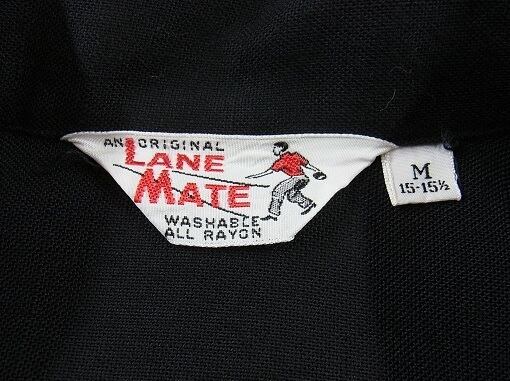 AN ORIGINAL
LANE
MATE
WASHABLE
ALL RAYON
M
15-15½